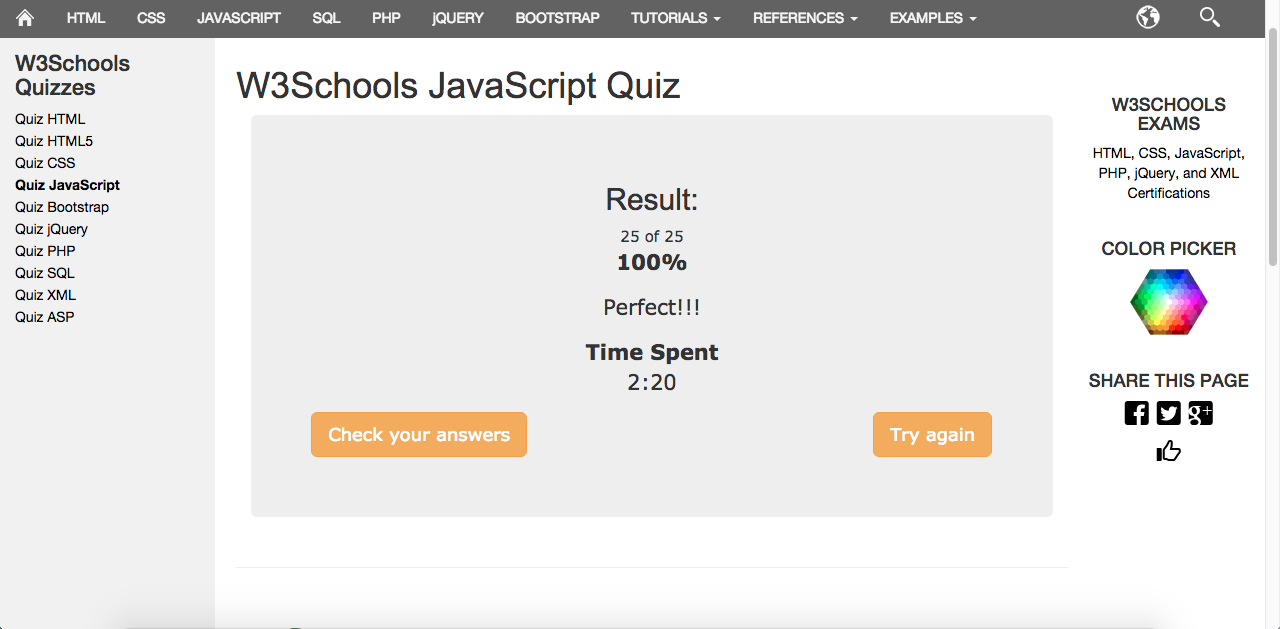 HTML CSS JAVASCRIPT SQL PHP jQUERY BOOTSTRAP TUTORIALS REFERENCES EXAMPLES
W3Schools
Quizzes
Quiz HTML
Quiz HTML5
Quiz CSS
Quiz JavaScript
Quiz Bootstrap
Quiz jQuery
Quiz PHP
Quiz SQL
Quiz XML
Quiz ASP
W3Schools JavaScript Quiz
Result:
25 of 25
100%
Perfect!!!
Time Spent
2:20
Check your answers
Try again
W3SCHOOLS
EXAMS
HTML, CSS, JavaScript,
PHP, jQuery, and XML
Certifications
COLOR PICKER
SHARE THIS PAGE